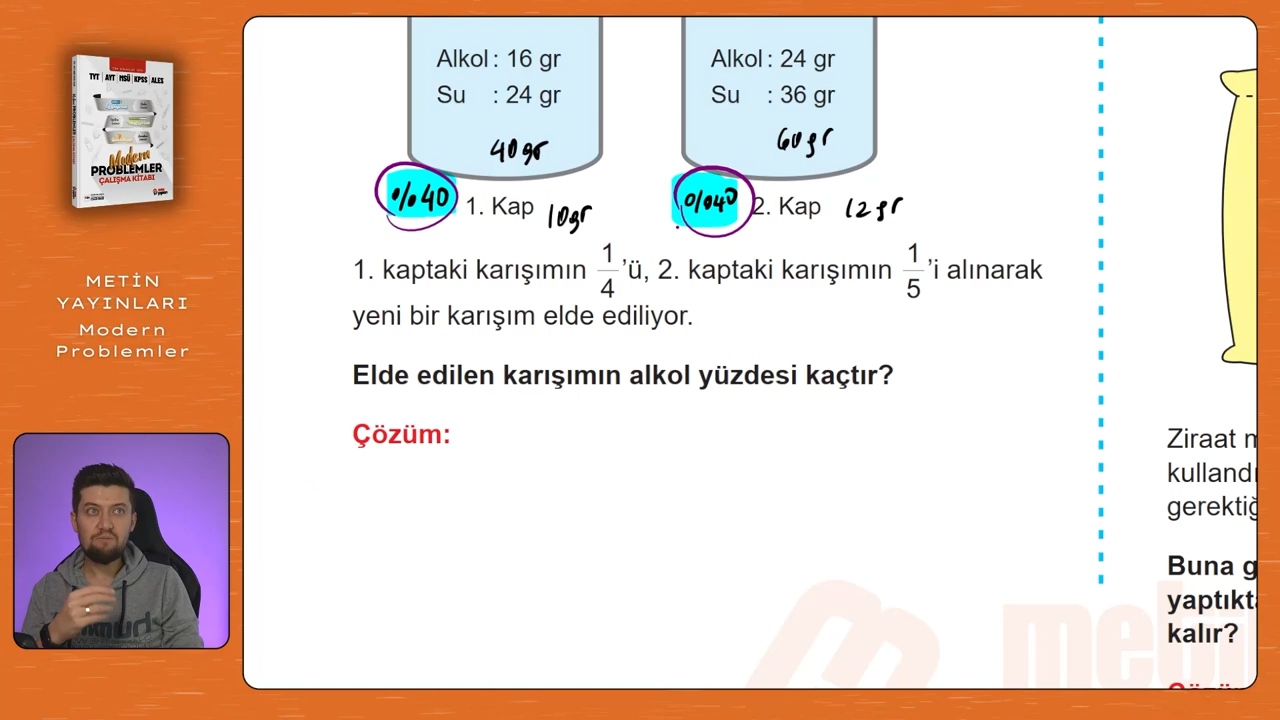 TYT | AYT | MSÜ | KPSS | ALES
Modern
PROBLEMLER
ÇALIŞMA KİTABI
METİN
YAYINLARI
Modern
Problemler
Alkol : 16 gr
Su : 24 gr
40gr
%40
1. Kap
10gr
Alkol : 24 gr
Su : 36 gr
60gr
%40
2. Kap
12gr
1. kaptaki karışımın 1/4 'ü, 2. kaptaki karışımın 1/5 'i alınarak
yeni bir karışım elde ediliyor.
Elde edilen karışımın alkol yüzdesi kaçtır?
Çözüm:
Ziraat m
kullandı
gerektiğ
Buna g
yaptıkta
kalır?